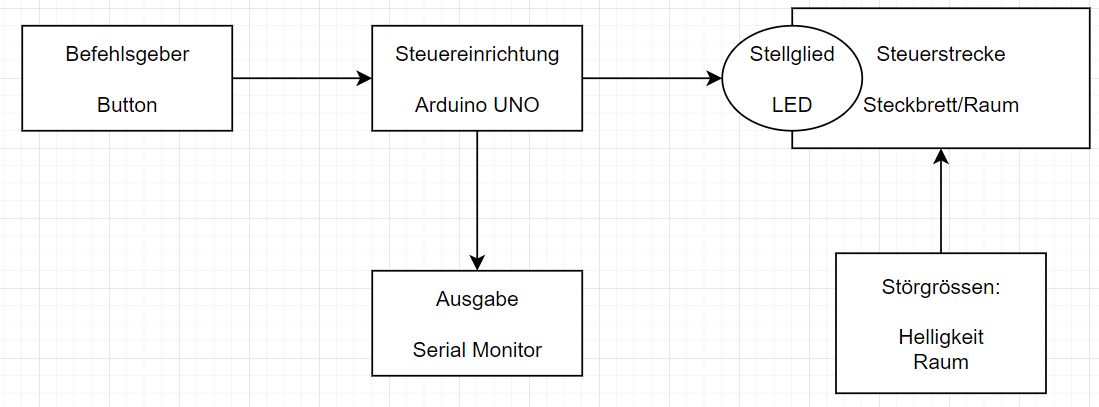 Befehlsgeber
Button
Steuereinrichtung
Arduino UNO
Stellglied
LED
Steuerstrecke
Steckbrett/Raum
Ausgabe
Serial Monitor
Störgrössen:
Helligkeit
Raum